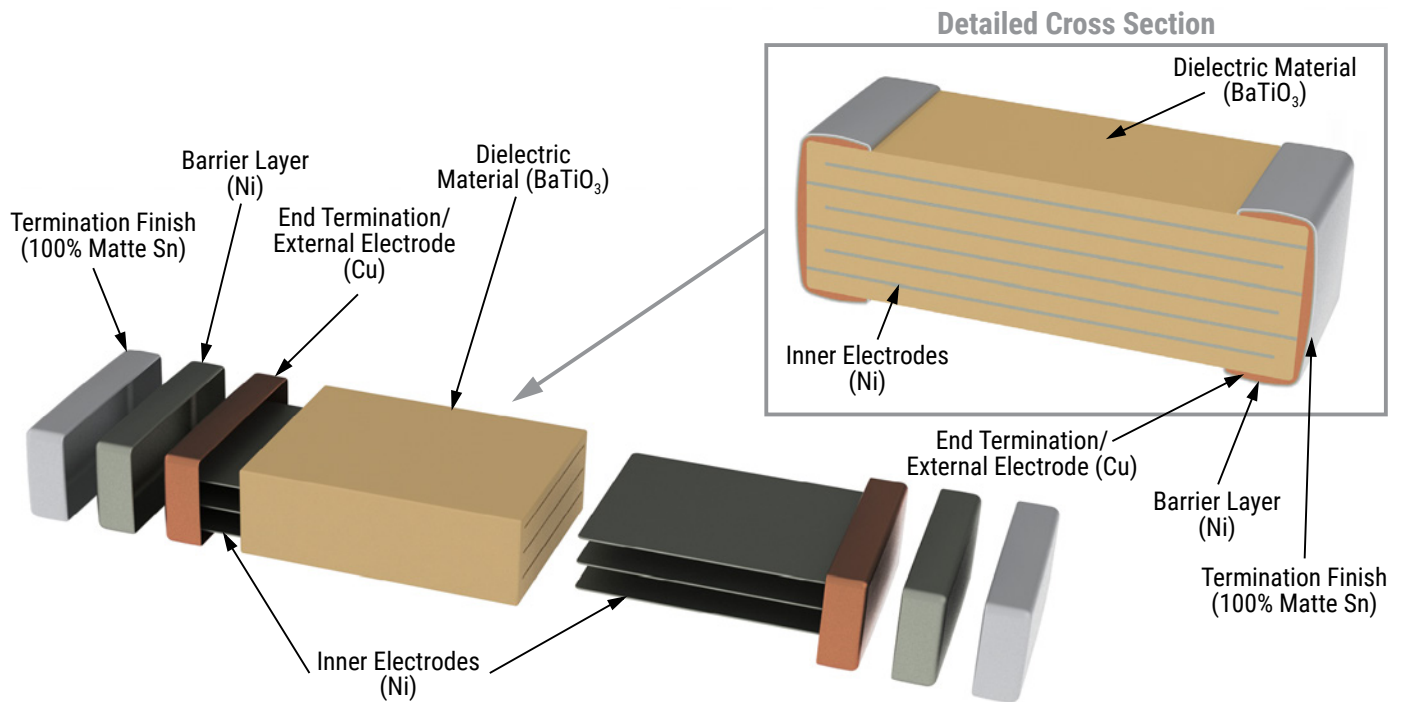 Detailed Cross Section
Dielectric Material
(BaTiO₃)
Inner Electrodes
(Ni)
End Termination/
External Electrode (Cu)
Barrier Layer
(Ni)
Termination Finish
(100% Matte Sn)
Barrier Layer
(Ni)
Dielectric
Material (BaTiO₃)
Termination Finish
(100% Matte Sn)
End Termination/
External Electrode
(Cu)
Inner Electrodes
(Ni)